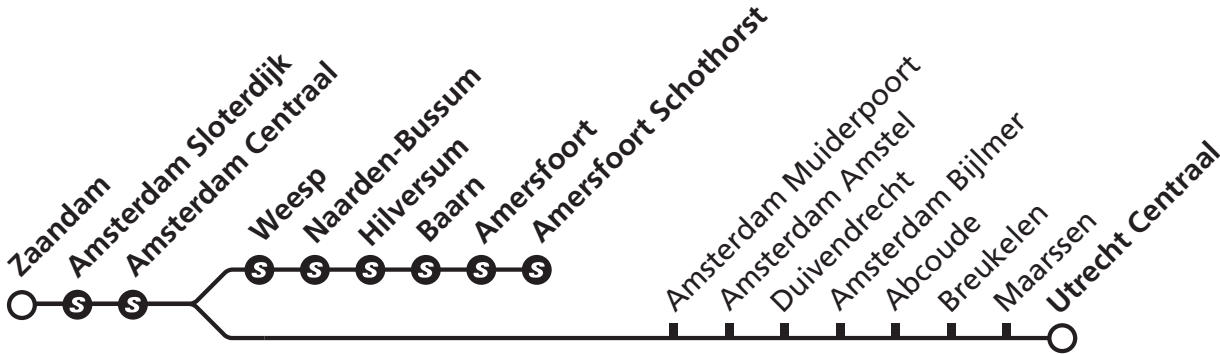 Zaandam
Amsterdam Sloterdijk
Amsterdam Centraal
Weesp
Naarden-Bussum
Hilversum
Baarn
Amersfoort
Amersfoort Schothorst
Amsterdam Muiderpoort
Amsterdam Amstel
Duivendrecht
Amsterdam Bijlmer
Abcoude
Breukelen
Maarssen
Utrecht Centraal
S
S
S
S
S
S
S
S